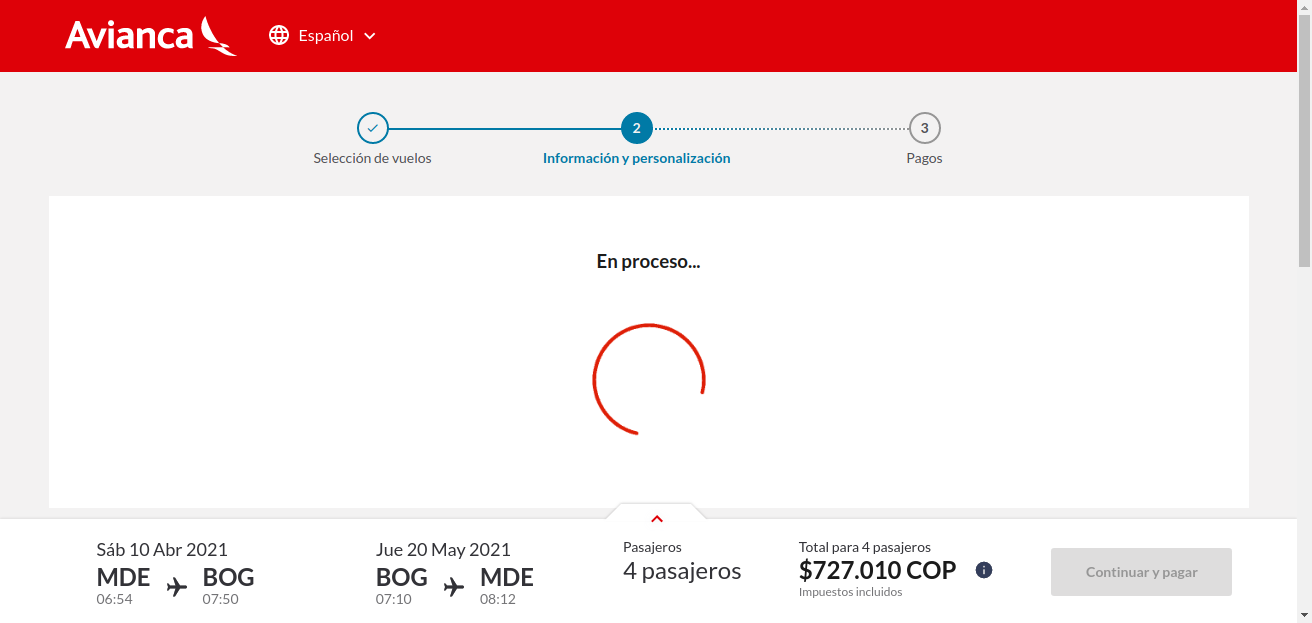 Avianca
Español
2
3
Selección de vuelos
Información y personalización
Pagos
En proceso...
Sáb 10 Abr 2021
MDE BOG
06:54 07:50
Jue 20 May 2021
BOG MDE
07:10 08:12
Pasajeros
4 pasajeros
Total para 4 pasajeros
$727.010 COP
i
Impuestos incluidos
Continuar y pagar